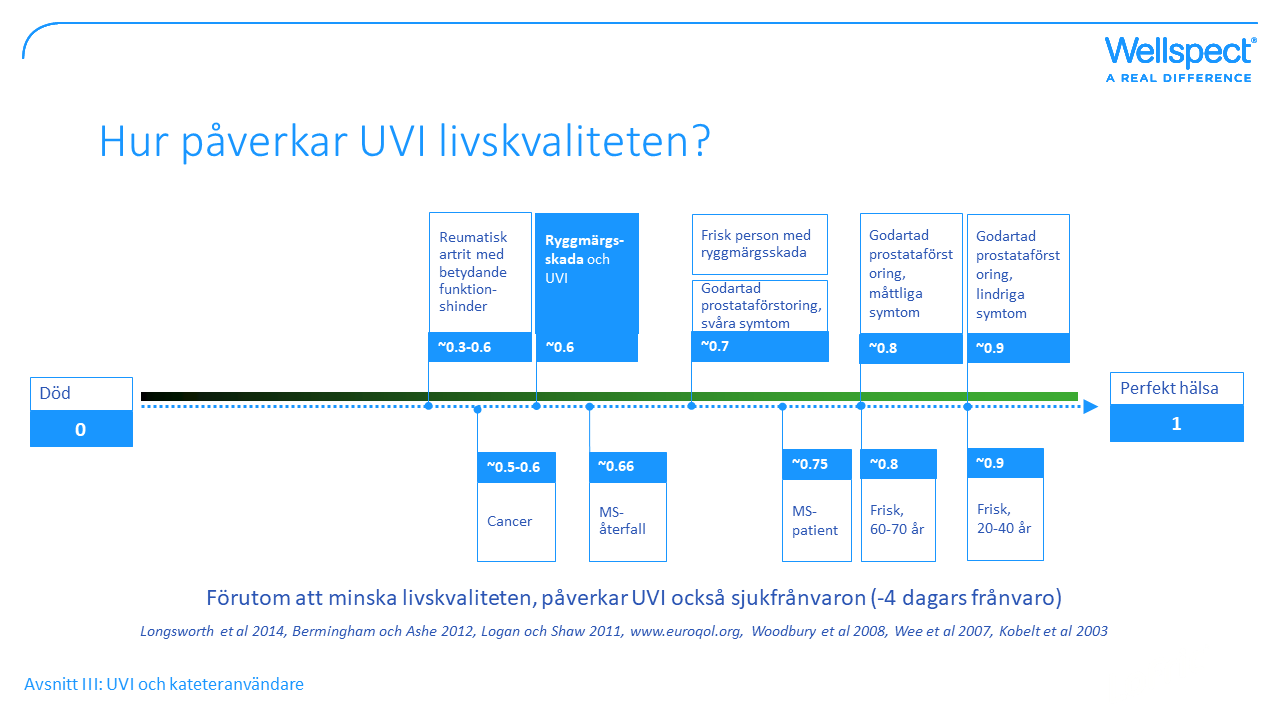 Wellspect®
A REAL DIFFERENCE
Hur påverkar UVI livskvaliteten?
Reumatisk
artrit med
betydande
funktion-
shinder
~0.3-0.6
Ryggmärgs-
skada och
UVI
~0.6
Frisk person med
ryggmärgsskada
Godartad
prostataförstoring,
svåra symtom
~0.7
Godartad
prostataförst
oring,
måttliga
symtom
~0.8
Godartad
prostataförst
oring,
lindriga
symtom
~0.9
Död
0
Perfekt hälsa
1
~0.5-0.6
Cancer
~0.66
MS-
återfall
~0.75
MS-
patient
~0.8
Frisk,
60-70 år
~0.9
Frisk,
20-40 år
Förutom att minska livskvaliteten, påverkar UVI också sjukfrånvaron (-4 dagars frånvaro)
Longsworth et al 2014, Bermingham och Ashe 2012, Logan och Shaw 2011, www.euroqol.org, Woodbury et al 2008, Wee et al 2007, Kobelt et al 2003
Avsnitt III: UVI och kateteranvändare